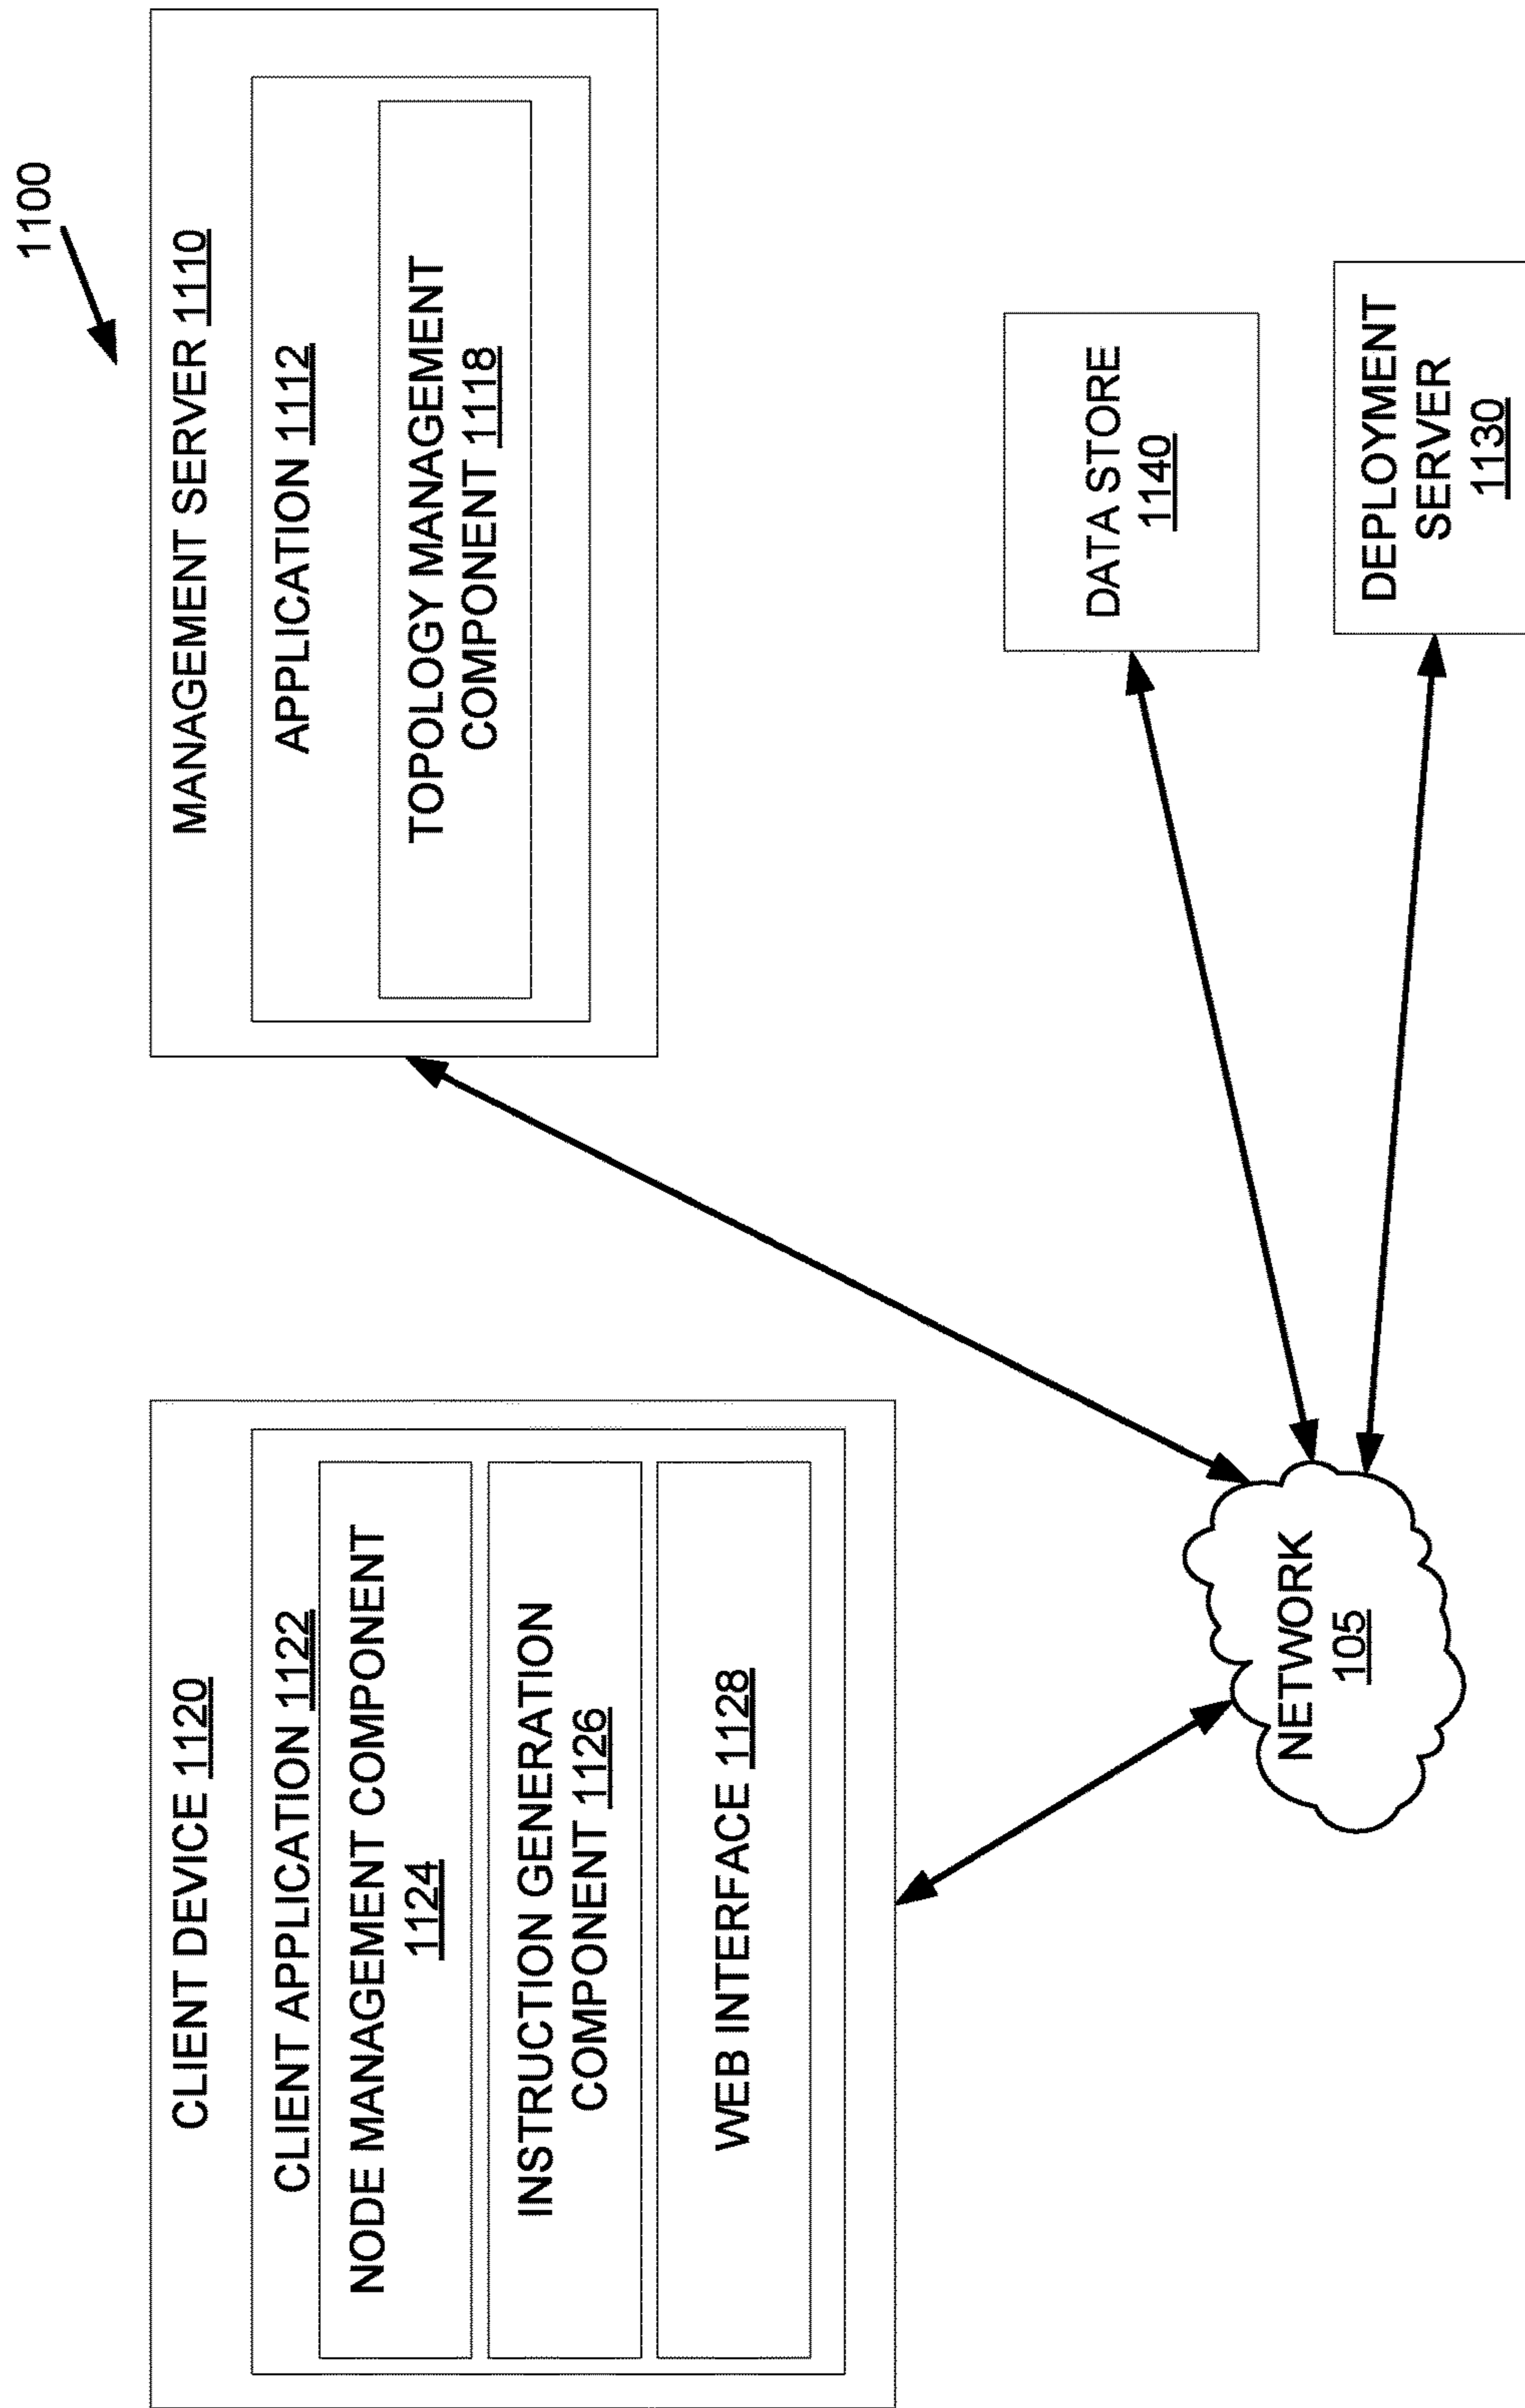 1100
CLIENT DEVICE 1120
CLIENT APPLICATION 1122
NODE MANAGEMENT COMPONENT
1124
INSTRUCTION GENERATION
COMPONENT 1126
WEB INTERFACE 1128
MANAGEMENT SERVER 1110
APPLICATION 1112
TOPOLOGY MANAGEMENT
COMPONENT 1118
NETWORK
105
DATA STORE
1140
DEPLOYMENT
SERVER
1130